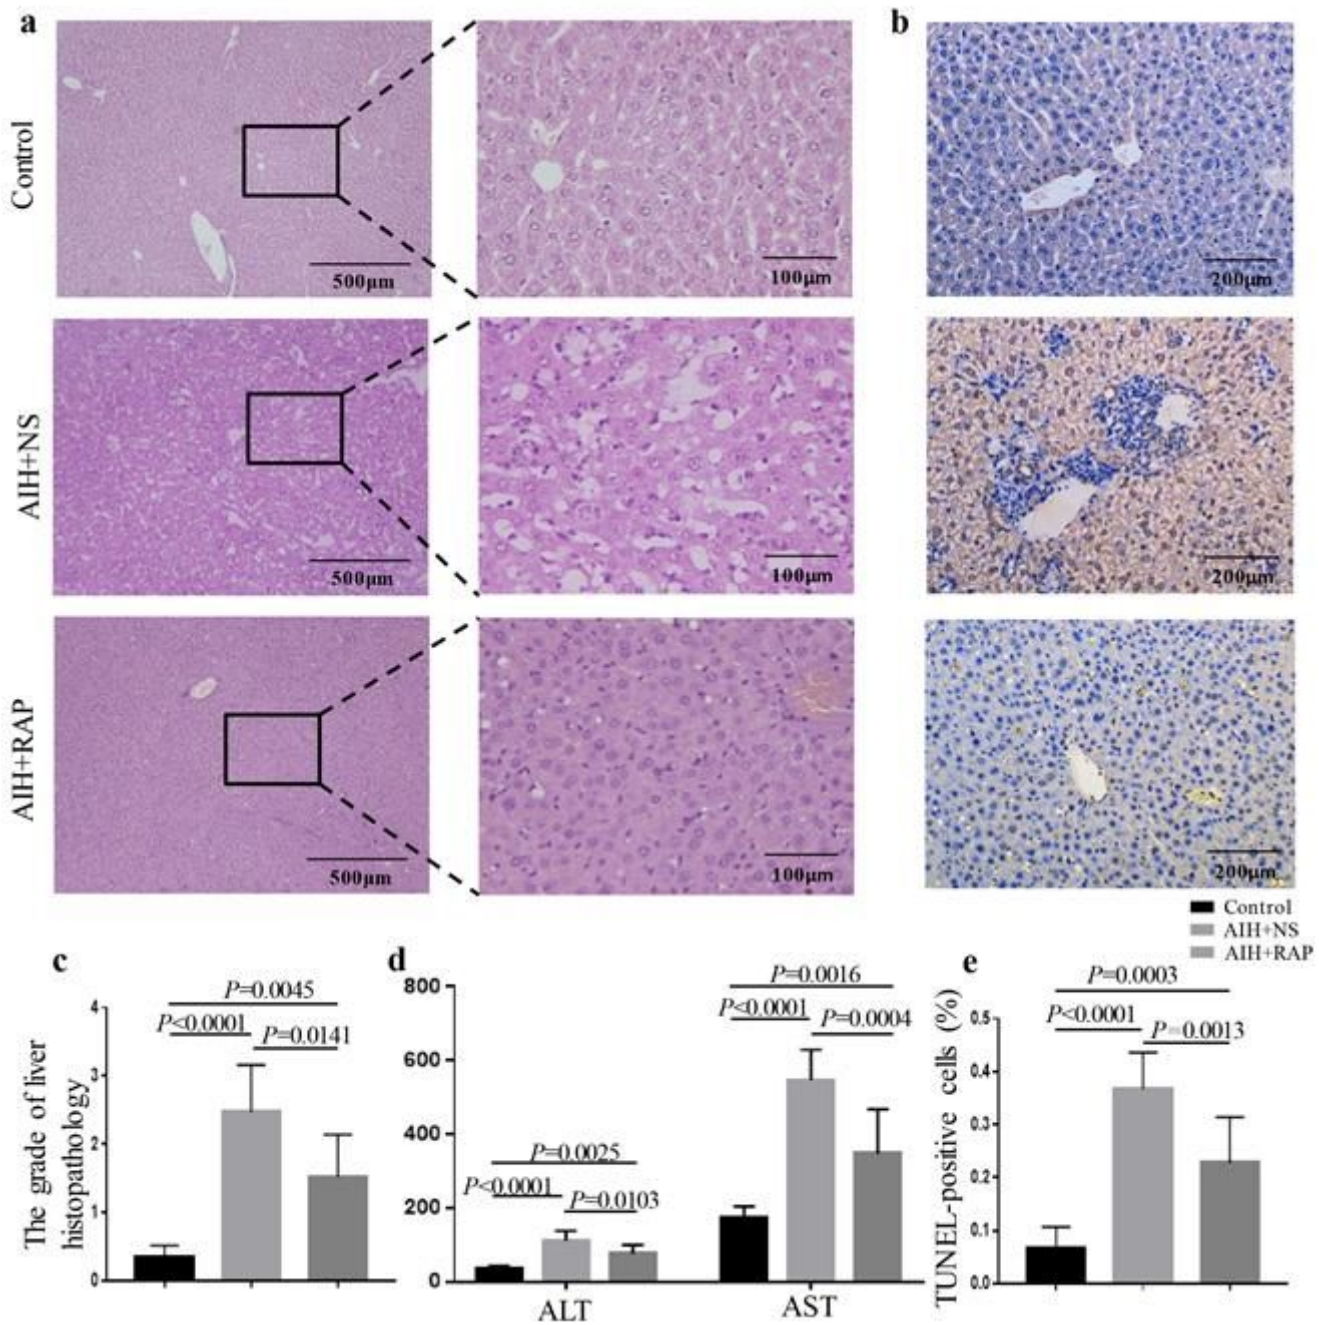 a
b
Control
500μm
100μm
200μm
AIH+NS
500μm
100μm
200μm
AIH+RAP
500μm
100μm
200μm
Control
AIH+NS
AIH+RAP
c
The grade of liver
histopathology
4
3
2
1
0
P=0.0045
P<0.0001
P=0.0141
d
800
600
400
200
0
P=0.0025
P<0.0001
P=0.0103
P=0.0016
P<0.0001
P=0.0004
ALT
AST
e
TUNEL-positive cells (%)
0.5
0.4
0.3
0.2
0.1
0.0
P=0.0003
P<0.0001
P=0.0013